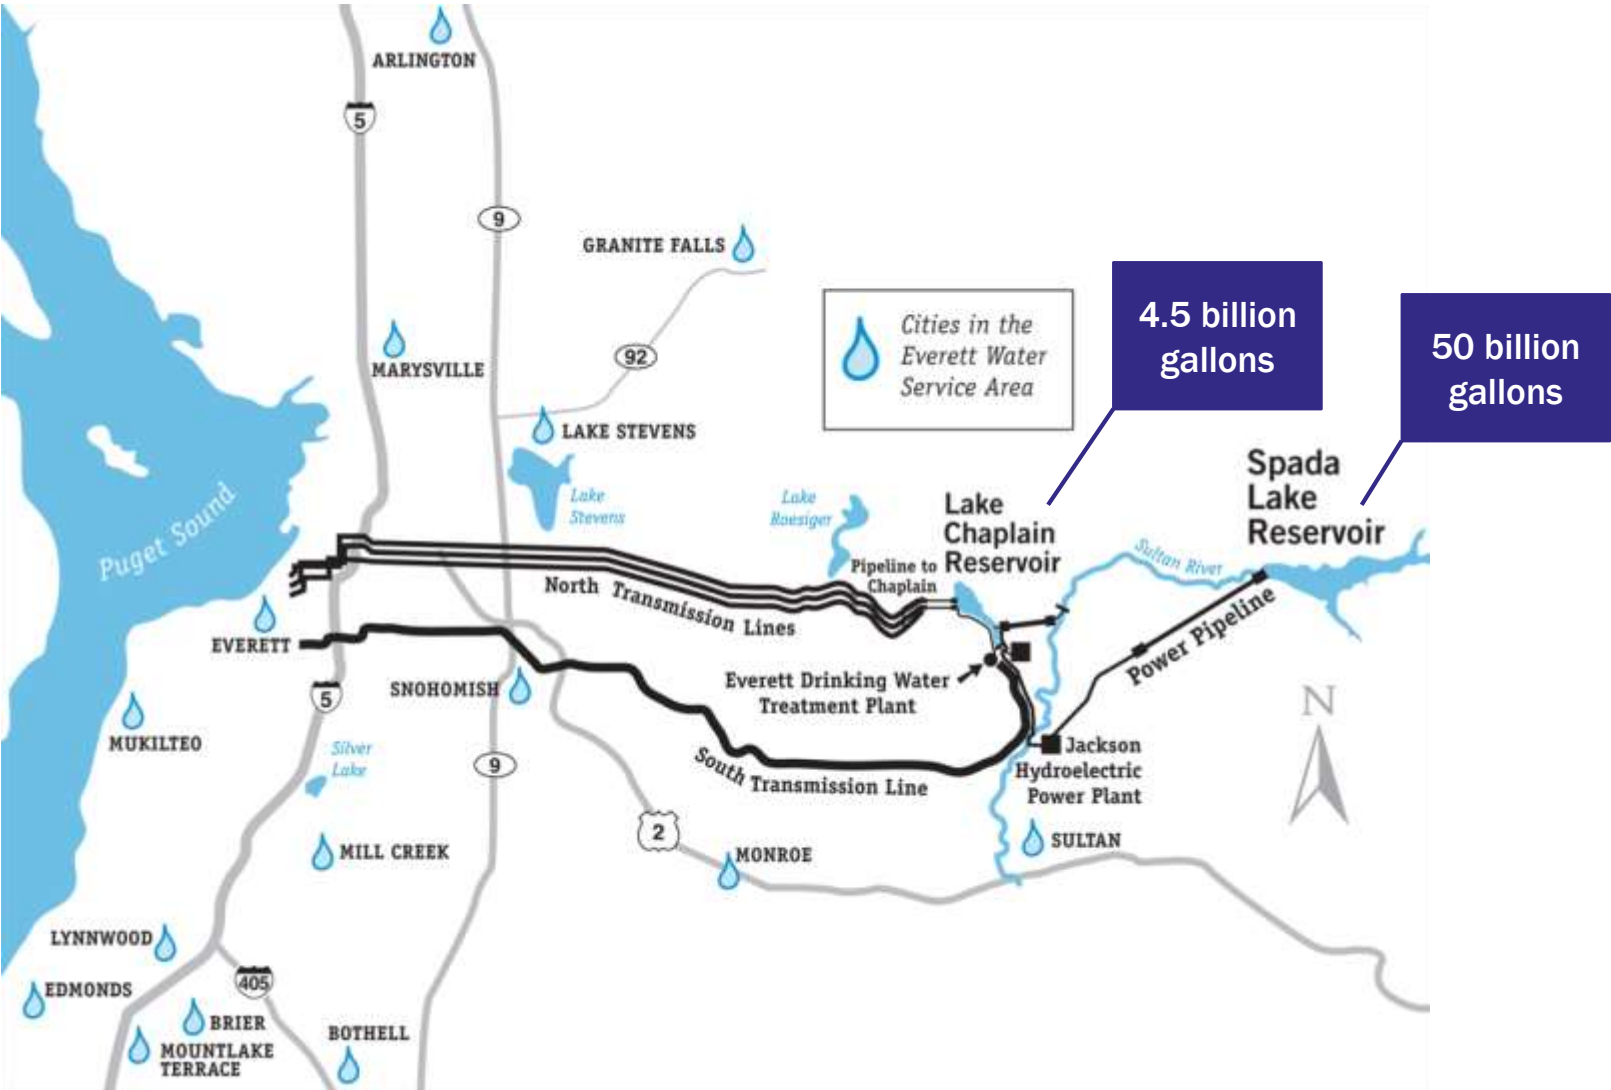 ARLINGTON
5
9
GRANITE FALLS
MARYSVILLE
92
Cities in the
Everett Water
Service Area
4.5 billion
gallons
50 billion
gallons
LAKE STEVENS
Lake
Stevens
Lake
Roesiger
Lake
Chaplain
Reservoir
Spada
Lake
Reservoir
Puget Sound
Sultan River
Pipeline to
Chaplain
North Transmission Lines
Power Pipeline
EVERETT
Everett Drinking Water
Treatment Plant
SNOHOMISH
5
N
MUKILTEO
Silver
Lake
9
South Transmission Line
Jackson
Hydroelectric
Power Plant
2
SULTAN
MILL CREEK
MONROE
LYNNWOOD
405
EDMONDS
BRIER
BOTHELL
MOUNTLAKE
TERRACE